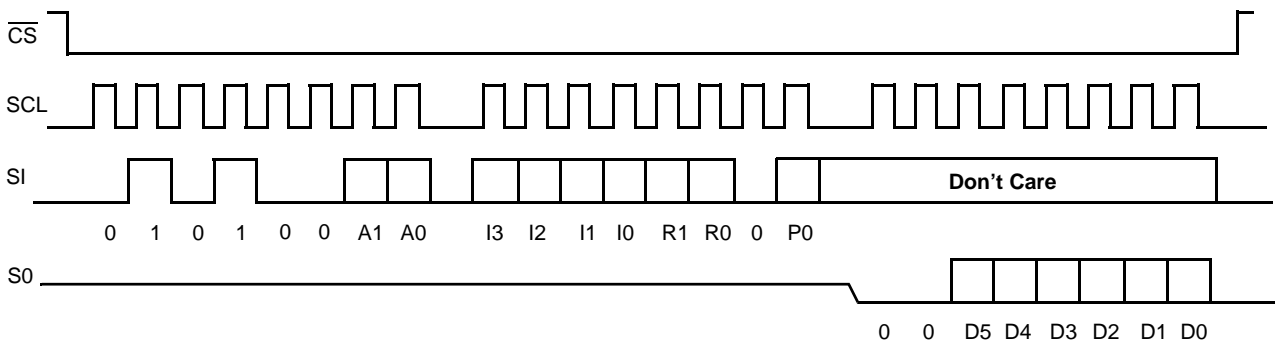 CS
SCL
SI
Don't Care
0 1 0 1 0 0 A1 A0 I3 I2 I1 I0 R1 R0 0 P0
S0
0 0 D5 D4 D3 D2 D1 D0